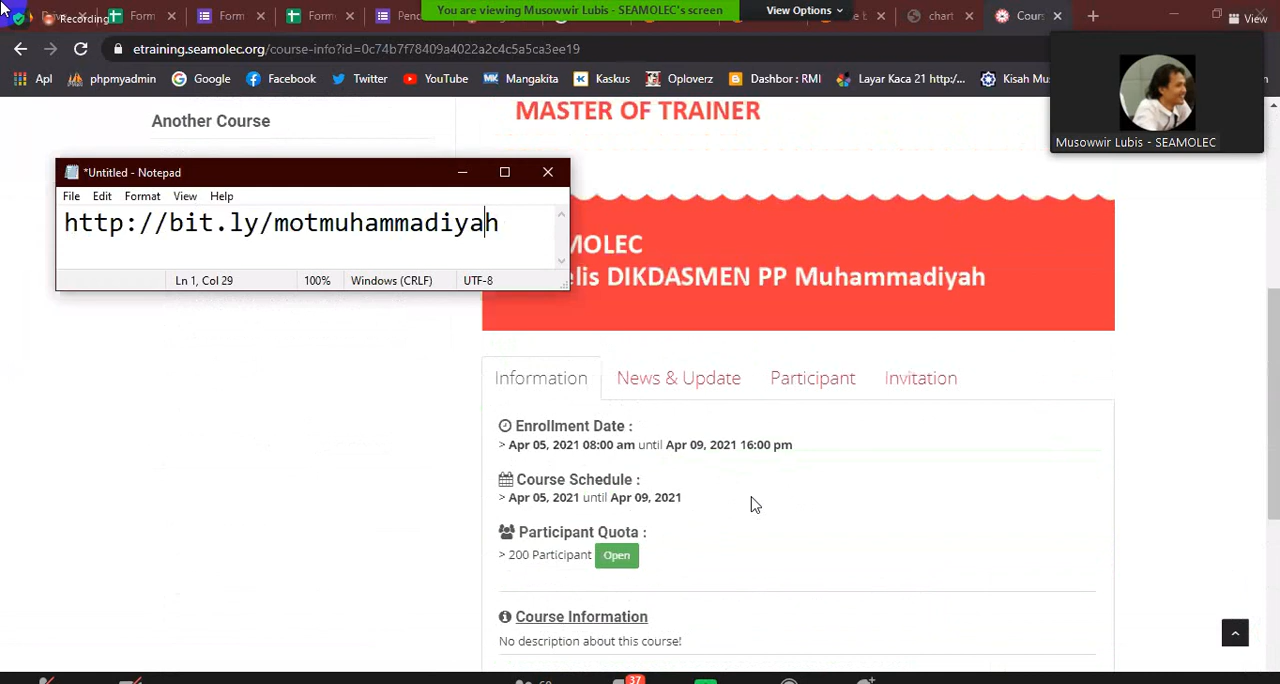 Recording
Form
Form
Form
Cours
You are viewing Musowwir Lubis - SEAMOLEC's screen
View Options
chart
View
etraining.seamolec.org/course-info?id=0c74b7f78409a4022a2c4c5a5ca3ee19
Apl
phpmyadmin
Google
Facebook
Twitter
YouTube
Mangakita
Kaskus
Oploverz
Dashbor : RMI
Layar Kaca 21 http:/...
Kisah Mu
Musowwir Lubis - SEAMOLEC
Another Course
MASTER OF TRAINER
*Untitled - Notepad
File Edit Format View Help
http://bit.ly/motmuhammadiyah
Ln 1, Col 29
100%
Windows (CRLF)
UTF-8
MOLEC
elis DIKDASMEN PP Muhammadiyah
Information
News & Update
Participant
Invitation
Enrollment Date :
> Apr 05, 2021 08:00 am until Apr 09, 2021 16:00 pm
Course Schedule :
> Apr 05, 2021 until Apr 09, 2021
Participant Quota :
> 200 Participant Open
Course Information
No description about this course!
37